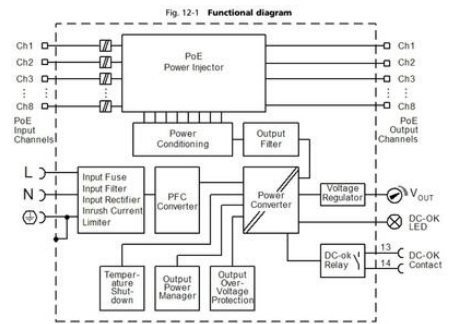 Fig. 12-1 Functional diagram
Ch1
Ch2
Ch3
Ch8
PoE
Input
Channels
PoE
Power Injector
Ch1
Ch2
Ch3
Ch8
PoE
Output
Channels
Power
Conditioning
Output
Filter
L
N
Input Fuse
Input Filter
Input Rectifier
Inrush Current
Limiter
PFC
Converter
Power
Converter
Voltage
Regulator
VOUT
DC-OK
LED
DC-ok
Relay
13
14
DC-OK
Contact
Temper-
ature
Shut-
down
Output
Power
Manager
Output
Over-
Voltage
Protection